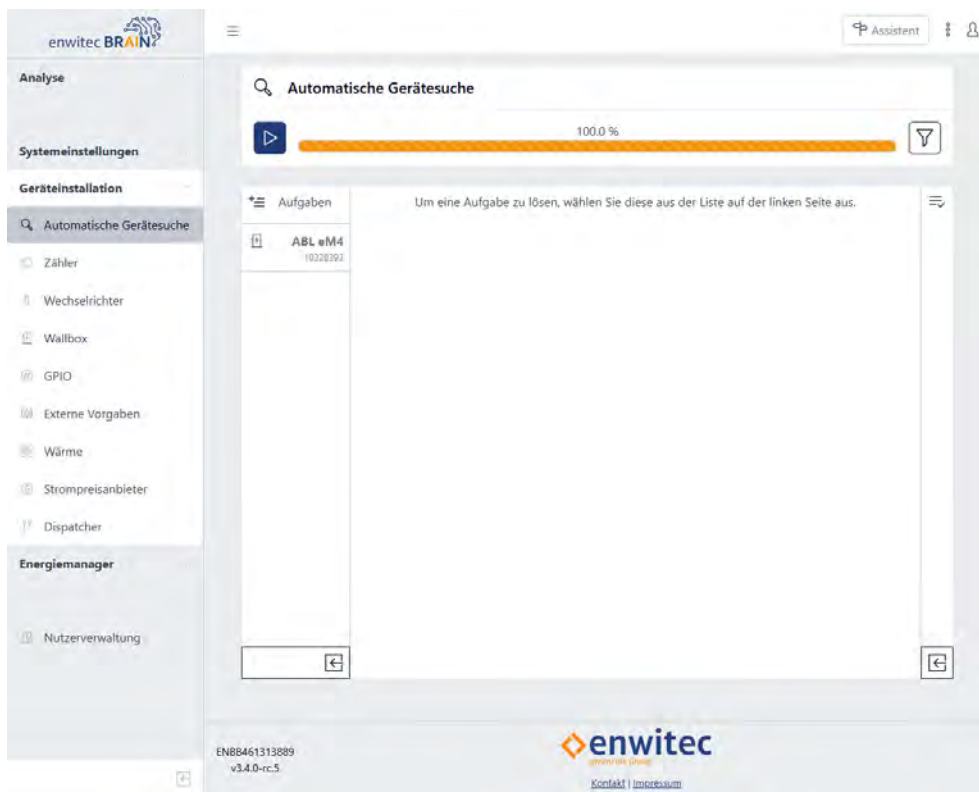 enwitec BRAIN
Assistent
Analyse
Systemeinstellungen
Geräteinstallation
Automatische Gerätesuche
Zähler
Wechselrichter
Wallbox
GPIO
Externe Vorgaben
Wärme
Strompreisanbieter
Dispatcher
Energiemanager
Nutzerverwaltung
Automatische Gerätesuche
100.0 %
Aufgaben
Um eine Aufgabe zu lösen, wählen Sie diese aus der Liste auf der linken Seite aus.
ABL eM4
ENBB461313889
v3.4.0-rc.5
enwitec
Kontakt | Impressum